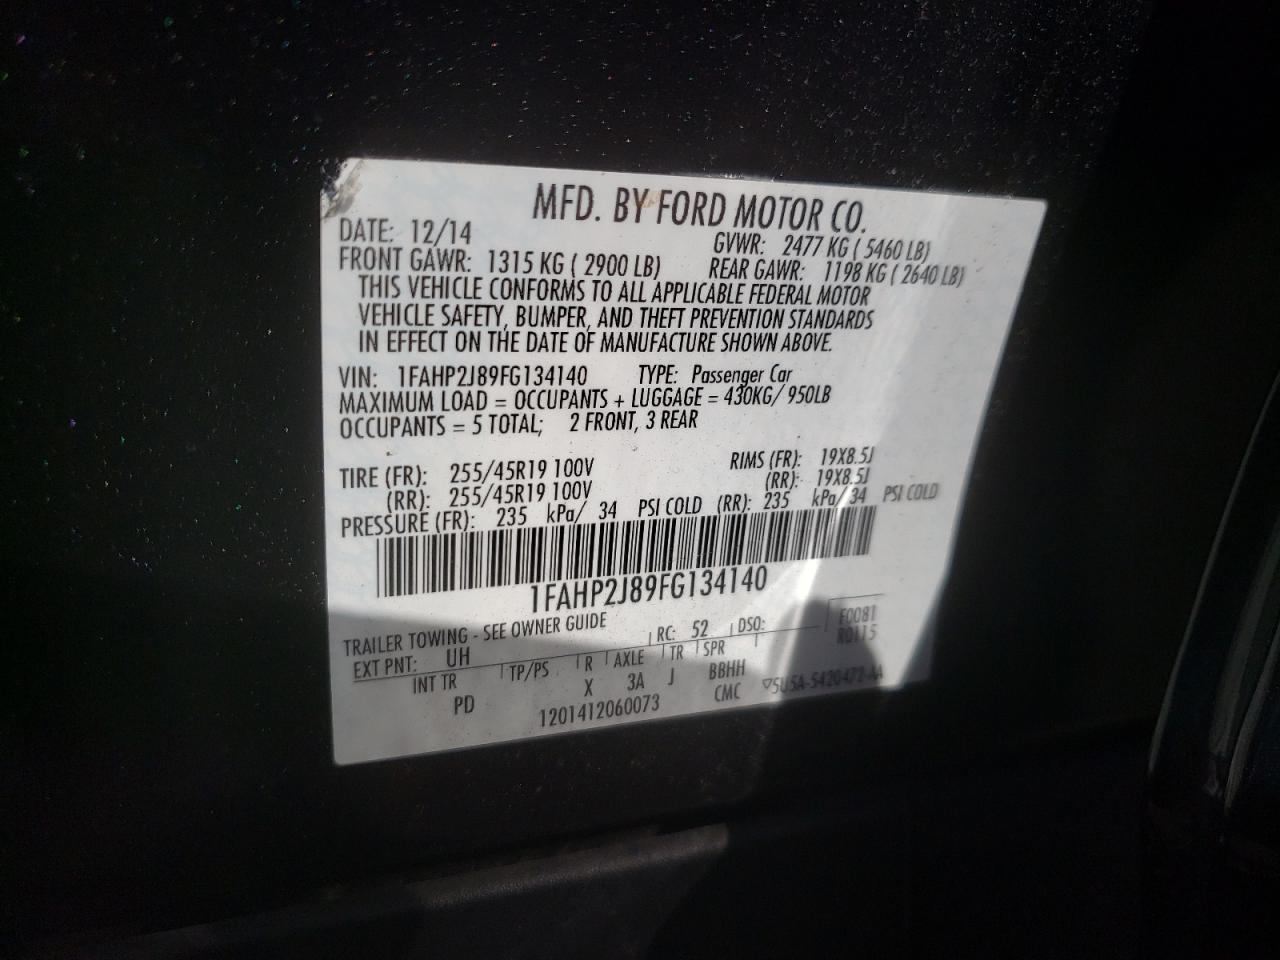 MFD. BY FORD MOTOR CO.
DATE: 12/14 GVWR: 2477 KG ( 5460 LB)
FRONT GAWR: 1315 KG ( 2900 LB) REAR GAWR: 1198 KG ( 2640 LB)
THIS VEHICLE CONFORMS TO ALL APPLICABLE FEDERAL MOTOR
VEHICLE SAFETY, BUMPER, AND THEFT PREVENTION STANDARDS
IN EFFECT ON THE DATE OF MANUFACTURE SHOWN ABOVE.
VIN: 1FAHP2J89FG134140 TYPE: Passenger Car
MAXIMUM LOAD = OCCUPANTS + LUGGAGE = 430KG/ 950LB
OCCUPANTS = 5 TOTAL; 2 FRONT, 3 REAR
TIRE (FR): 255/45R19 100V RIMS (FR): 19X8.5J
(RR): 255/45R19 100V (RR): 19X8.5J
PRESSURE (FR): 235 kPa/ 34 PSI COLD (RR): 235 kPa/ 34 PSI COLD
1FAHP2J89FG134140
TRAILER TOWING - SEE OWNER GUIDE F0081
EXT PNT: UH RC: 52 DSO: R0115
INT TR TP/PS R AXLE TR SPR
PD X 3A J BBHH
1201412060073 CMC 5U5A-5420472-AA